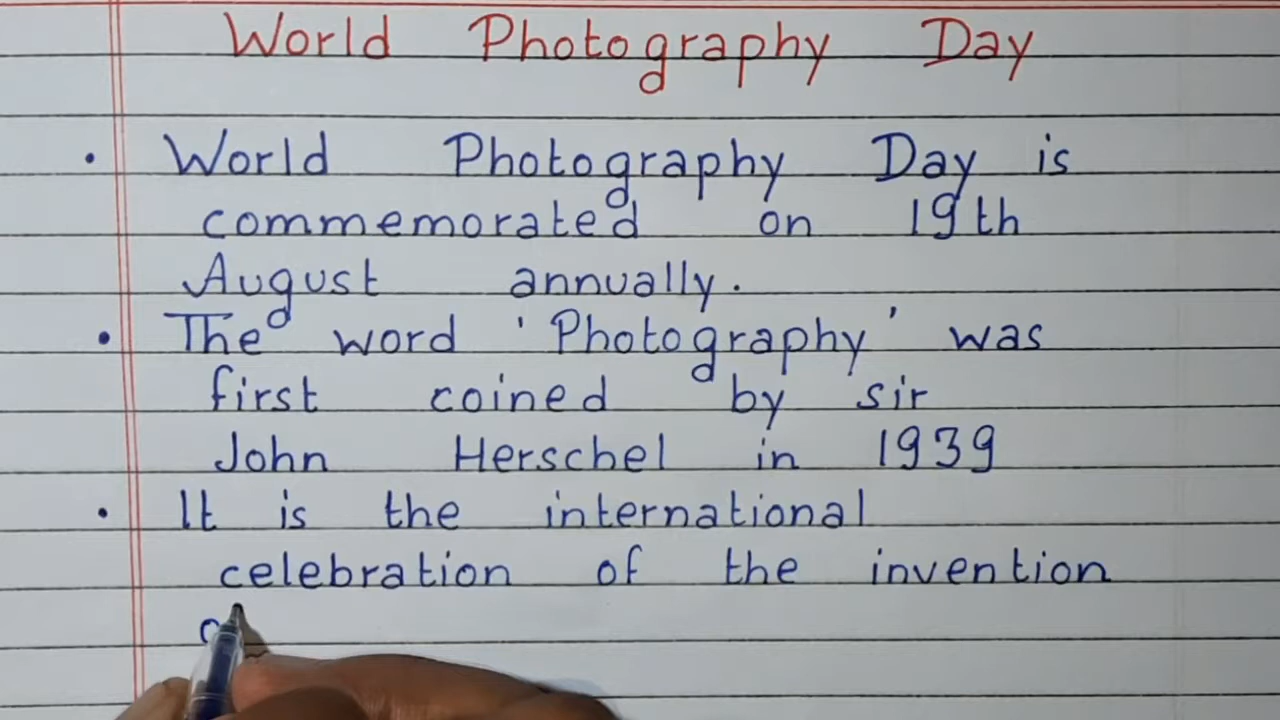 World Photography Day
• World Photography Day is
commemorated on 19th
August annually.
• The word 'Photography' was
first coined by sir
John Herschel in 1939
• It is the international
celebration of the invention